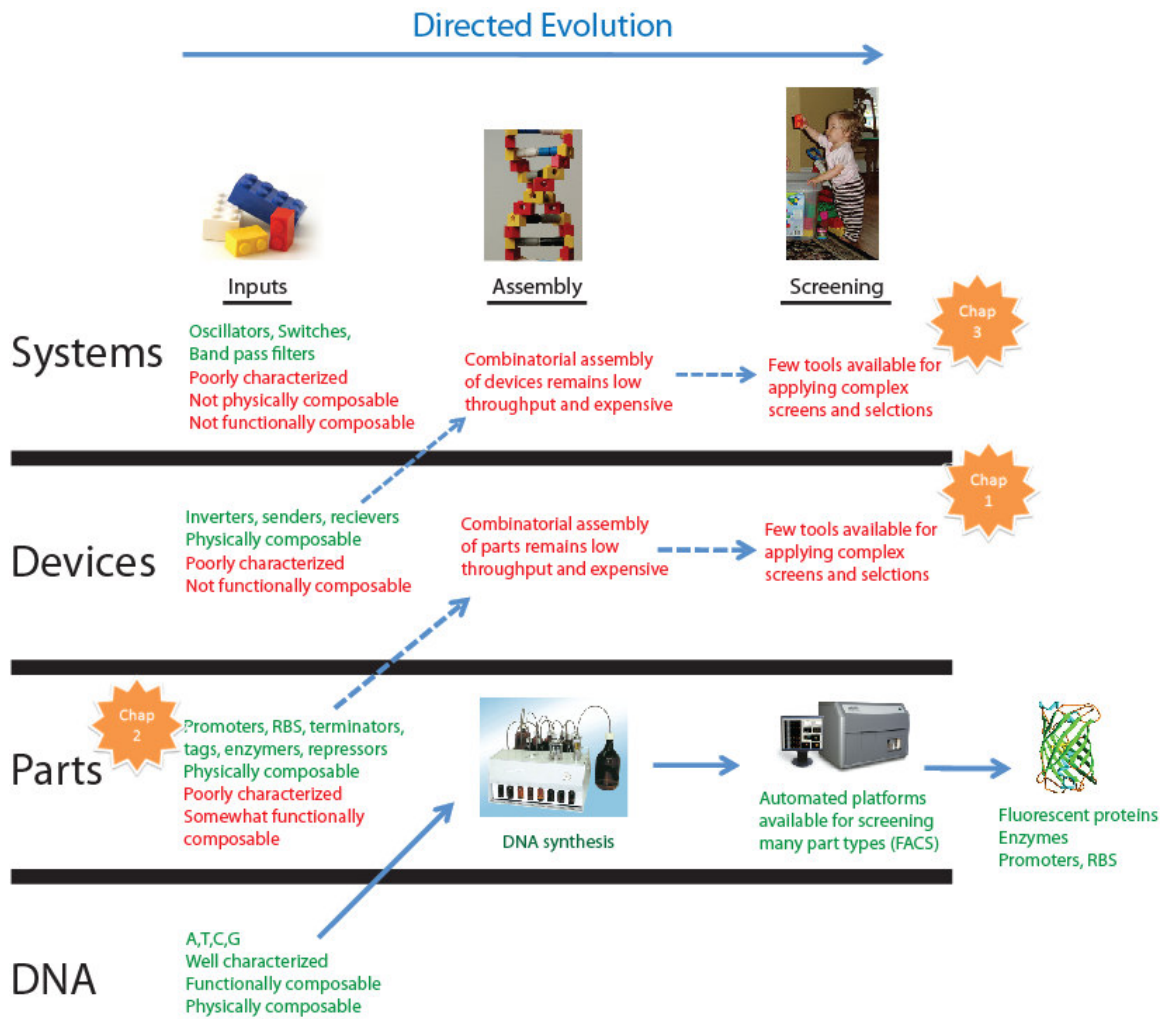 Directed Evolution
Inputs
Assembly
Screening
Systems
Oscillators, Switches,
Band pass filters
Poorly characterized
Not physically composable
Not functionally composable
Combinatorial assembly
of devices remains low
throughput and expensive
Few tools available for
applying complex
screens and selctions
Chap
3
Devices
Inverters, senders, recievers
Physically composable
Poorly characterized
Not functionally composable
Combinatorial assembly
of parts remains low
throughput and expensive
Few tools available for
applying complex
screens and selctions
Chap
1
Parts
Chap
2
Promoters, RBS, terminators,
tags, enzymers, repressors
Physically composable
Poorly characterized
Somewhat functionally
composable
DNA synthesis
Automated platforms
available for screening
many part types (FACS)
Fluorescent proteins
Enzymes
Promoters, RBS
DNA
A,T,C,G
Well characterized
Functionally composable
Physically composable